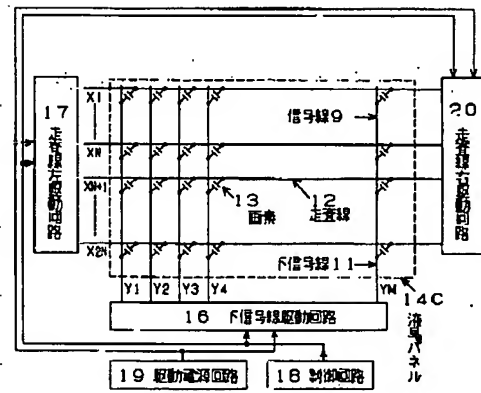 17
走査線左駆動回路
X1
XN
XN+1
X2N
信号線9
13
画素
12
走査線
下信号線11
20
走査線右駆動回路
Y1 Y2 Y3 Y4 YM
14C
液晶パネル
16 下信号線駆動回路
19 駆動電源回路
18 制御回路